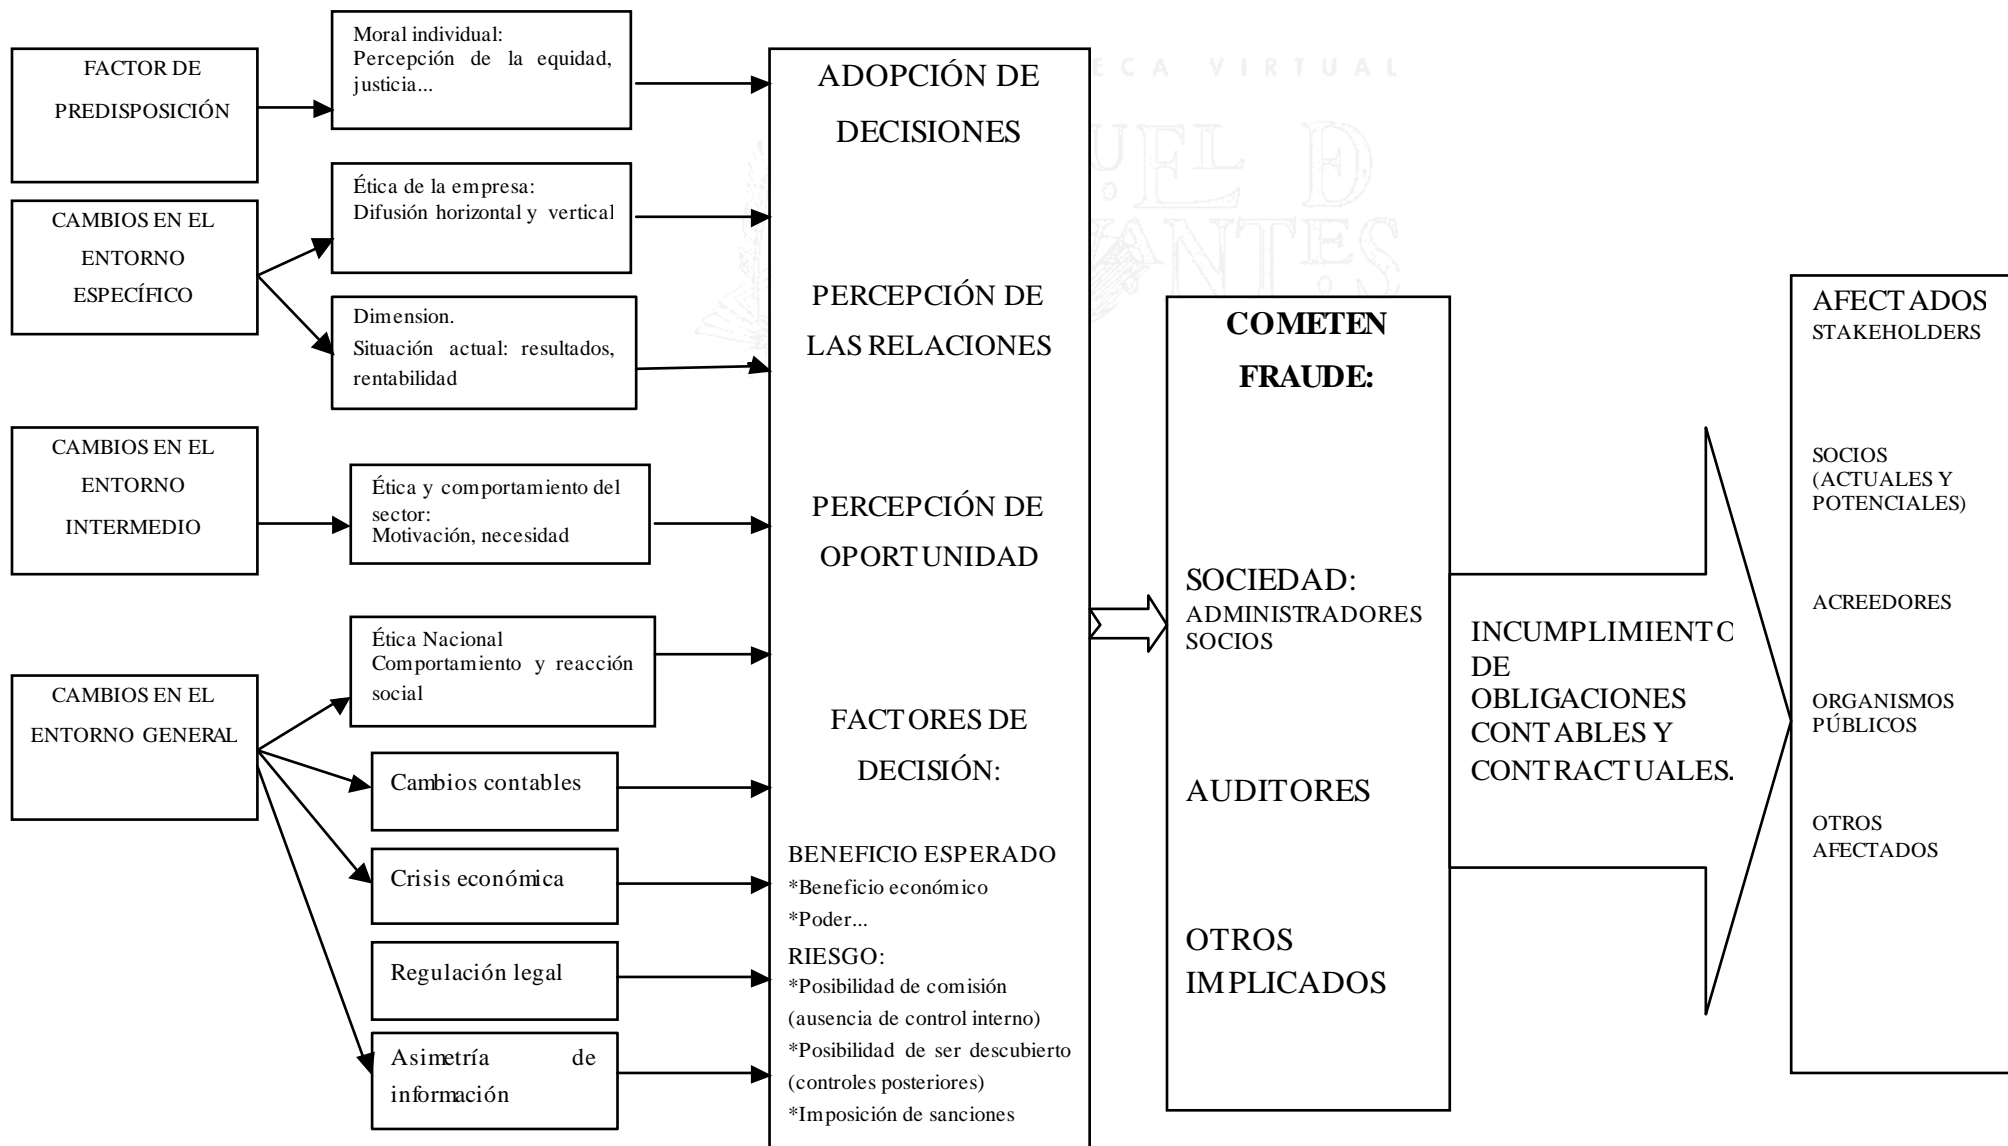 FACTOR DE
PREDISPOSICIÓN
Moral individual:
Percepción de la equidad,
justicia...
CAMBIOS EN EL
ENTORNO
ESPECÍFICO
Ética de la empresa:
Difusión horizontal y vertical
Dimension.
Situación actual: resultados,
rentabilidad
CAMBIOS EN EL
ENTORNO
INTERMEDIO
Ética y comportamiento del
sector:
Motivación, necesidad
CAMBIOS EN EL
ENTORNO GENERAL
Ética Nacional
Comportamiento y reacción
social
Cambios contables
Crisis económica
Regulación legal
Asimetría de
información
ADOPCIÓN DE
DECISIONES
PERCEPCIÓN DE
LAS RELACIONES
PERCEPCIÓN DE
OPORTUNIDAD
FACTORES DE
DECISIÓN:
BENEFICIO ESPERADO
*Beneficio económico
*Poder...
RIESGO:
*Posibilidad de comisión
(ausencia de control interno)
*Posibilidad de ser descubierto
(controles posteriores)
*Imposición de sanciones
COMETEN
FRAUDE:
SOCIEDAD:
ADMINISTRADORES
SOCIOS
AUDITORES
OTROS
IMPLICADOS
INCUMPLIMIENTO
DE
OBLIGACIONES
CONTABLES Y
CONTRACTUALES.
AFECTADOS
STAKEHOLDERS
SOCIOS
(ACTUALES Y
POTENCIALES)
ACREEDORES
ORGANISMOS
PÚBLICOS
OTROS
AFECTADOS
VIRTUAL